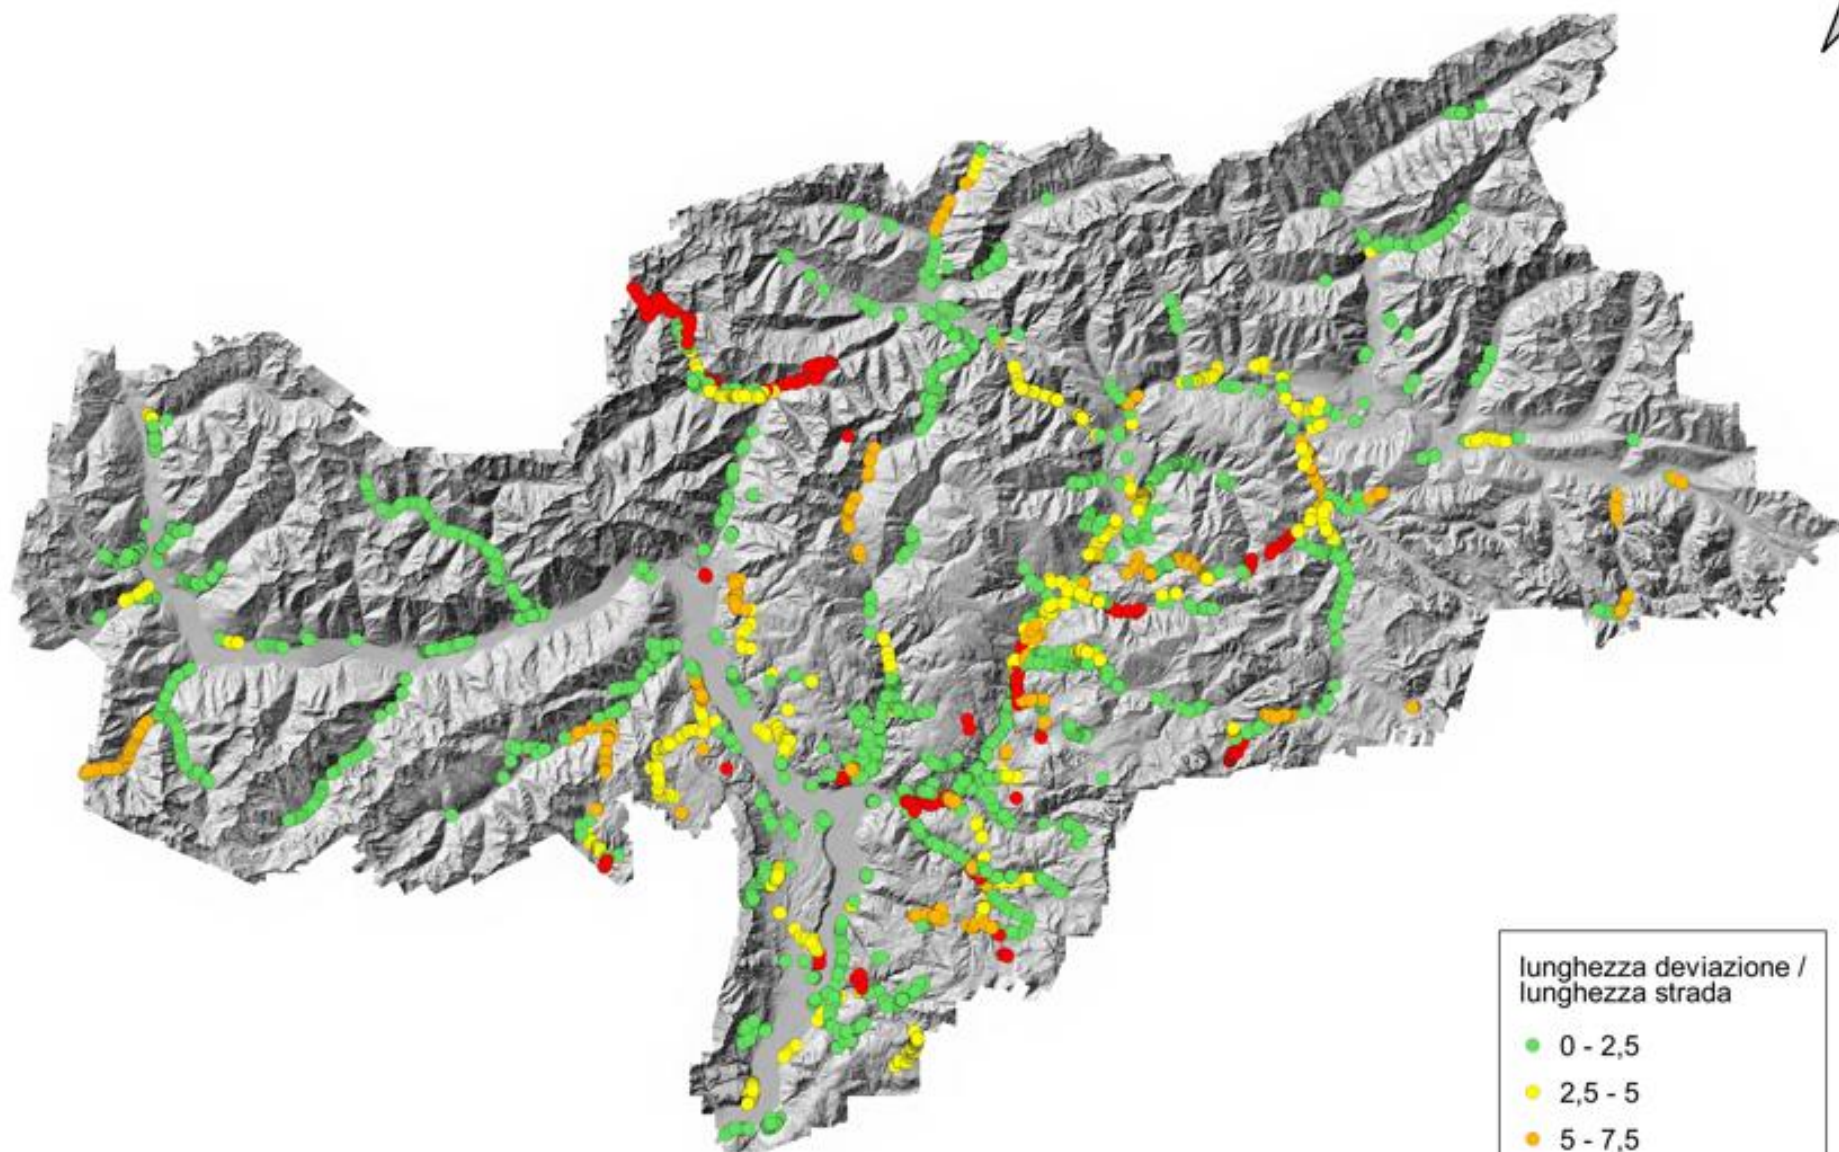 lunghezza deviazione /
lunghezza strada
0 - 2,5
2,5 - 5
5 - 7,5